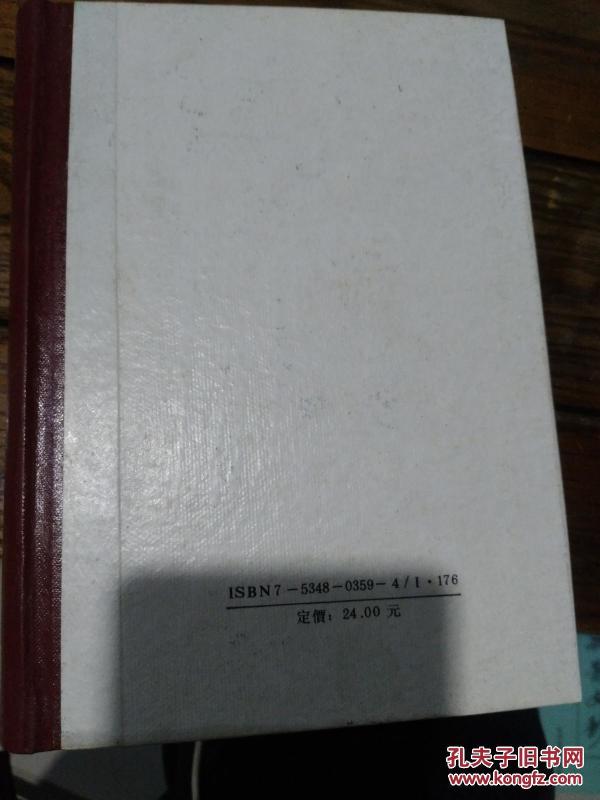 ISBN7-5348-0359-4/I·176
定價：24.00 元
孔夫子旧书网
www.kongfz.com